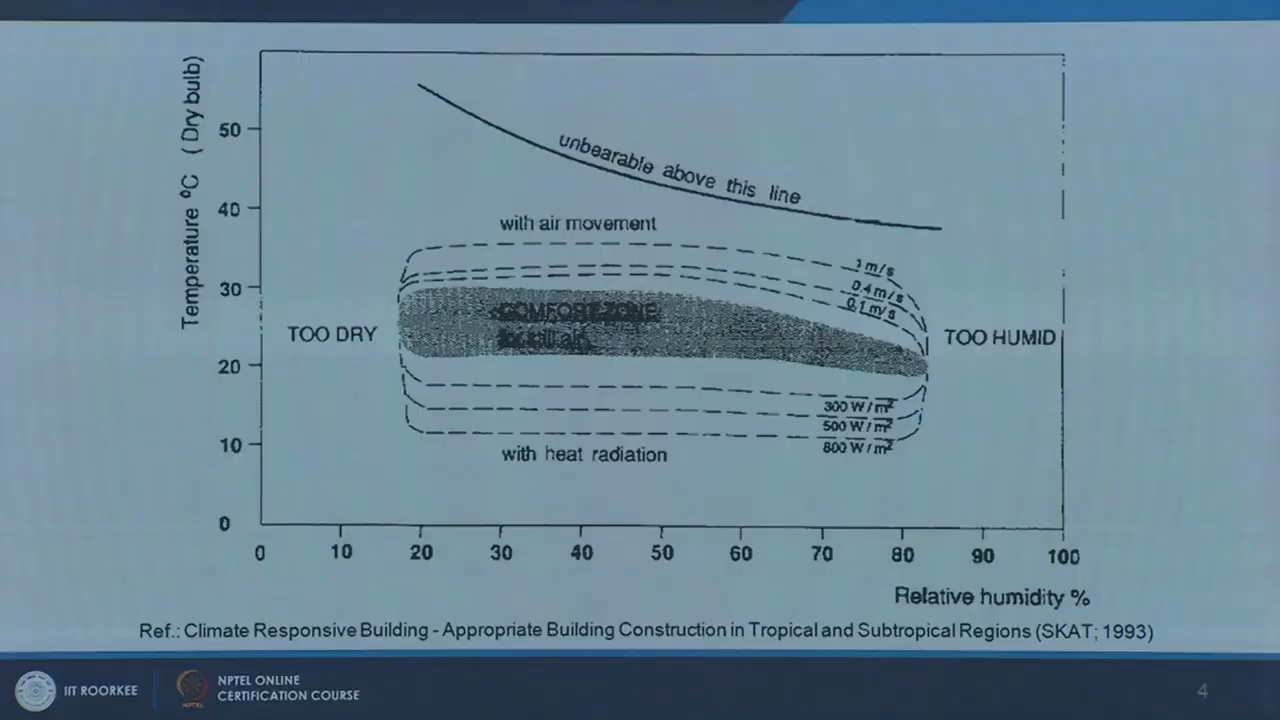 Temperature ⁰C ( Dry bulb)
50
40
30
20
10
0
unbearable above this line
with air movement
1 m/s
0.4 m/s
0.1 m/s
COMFORT ZONE
TOO DRY
TOO HUMID
300 W/m²
500 W/m²
800 W/m²
with heat radiation
0 10 20 30 40 50 60 70 80 90 100
Relative humidity %
Ref.: Climate Responsive Building - Appropriate Building Construction in Tropical and Subtropical Regions (SKAT; 1993)
IIT ROORKEE
NPTEL
NPTEL ONLINE
CERTIFICATION COURSE
4